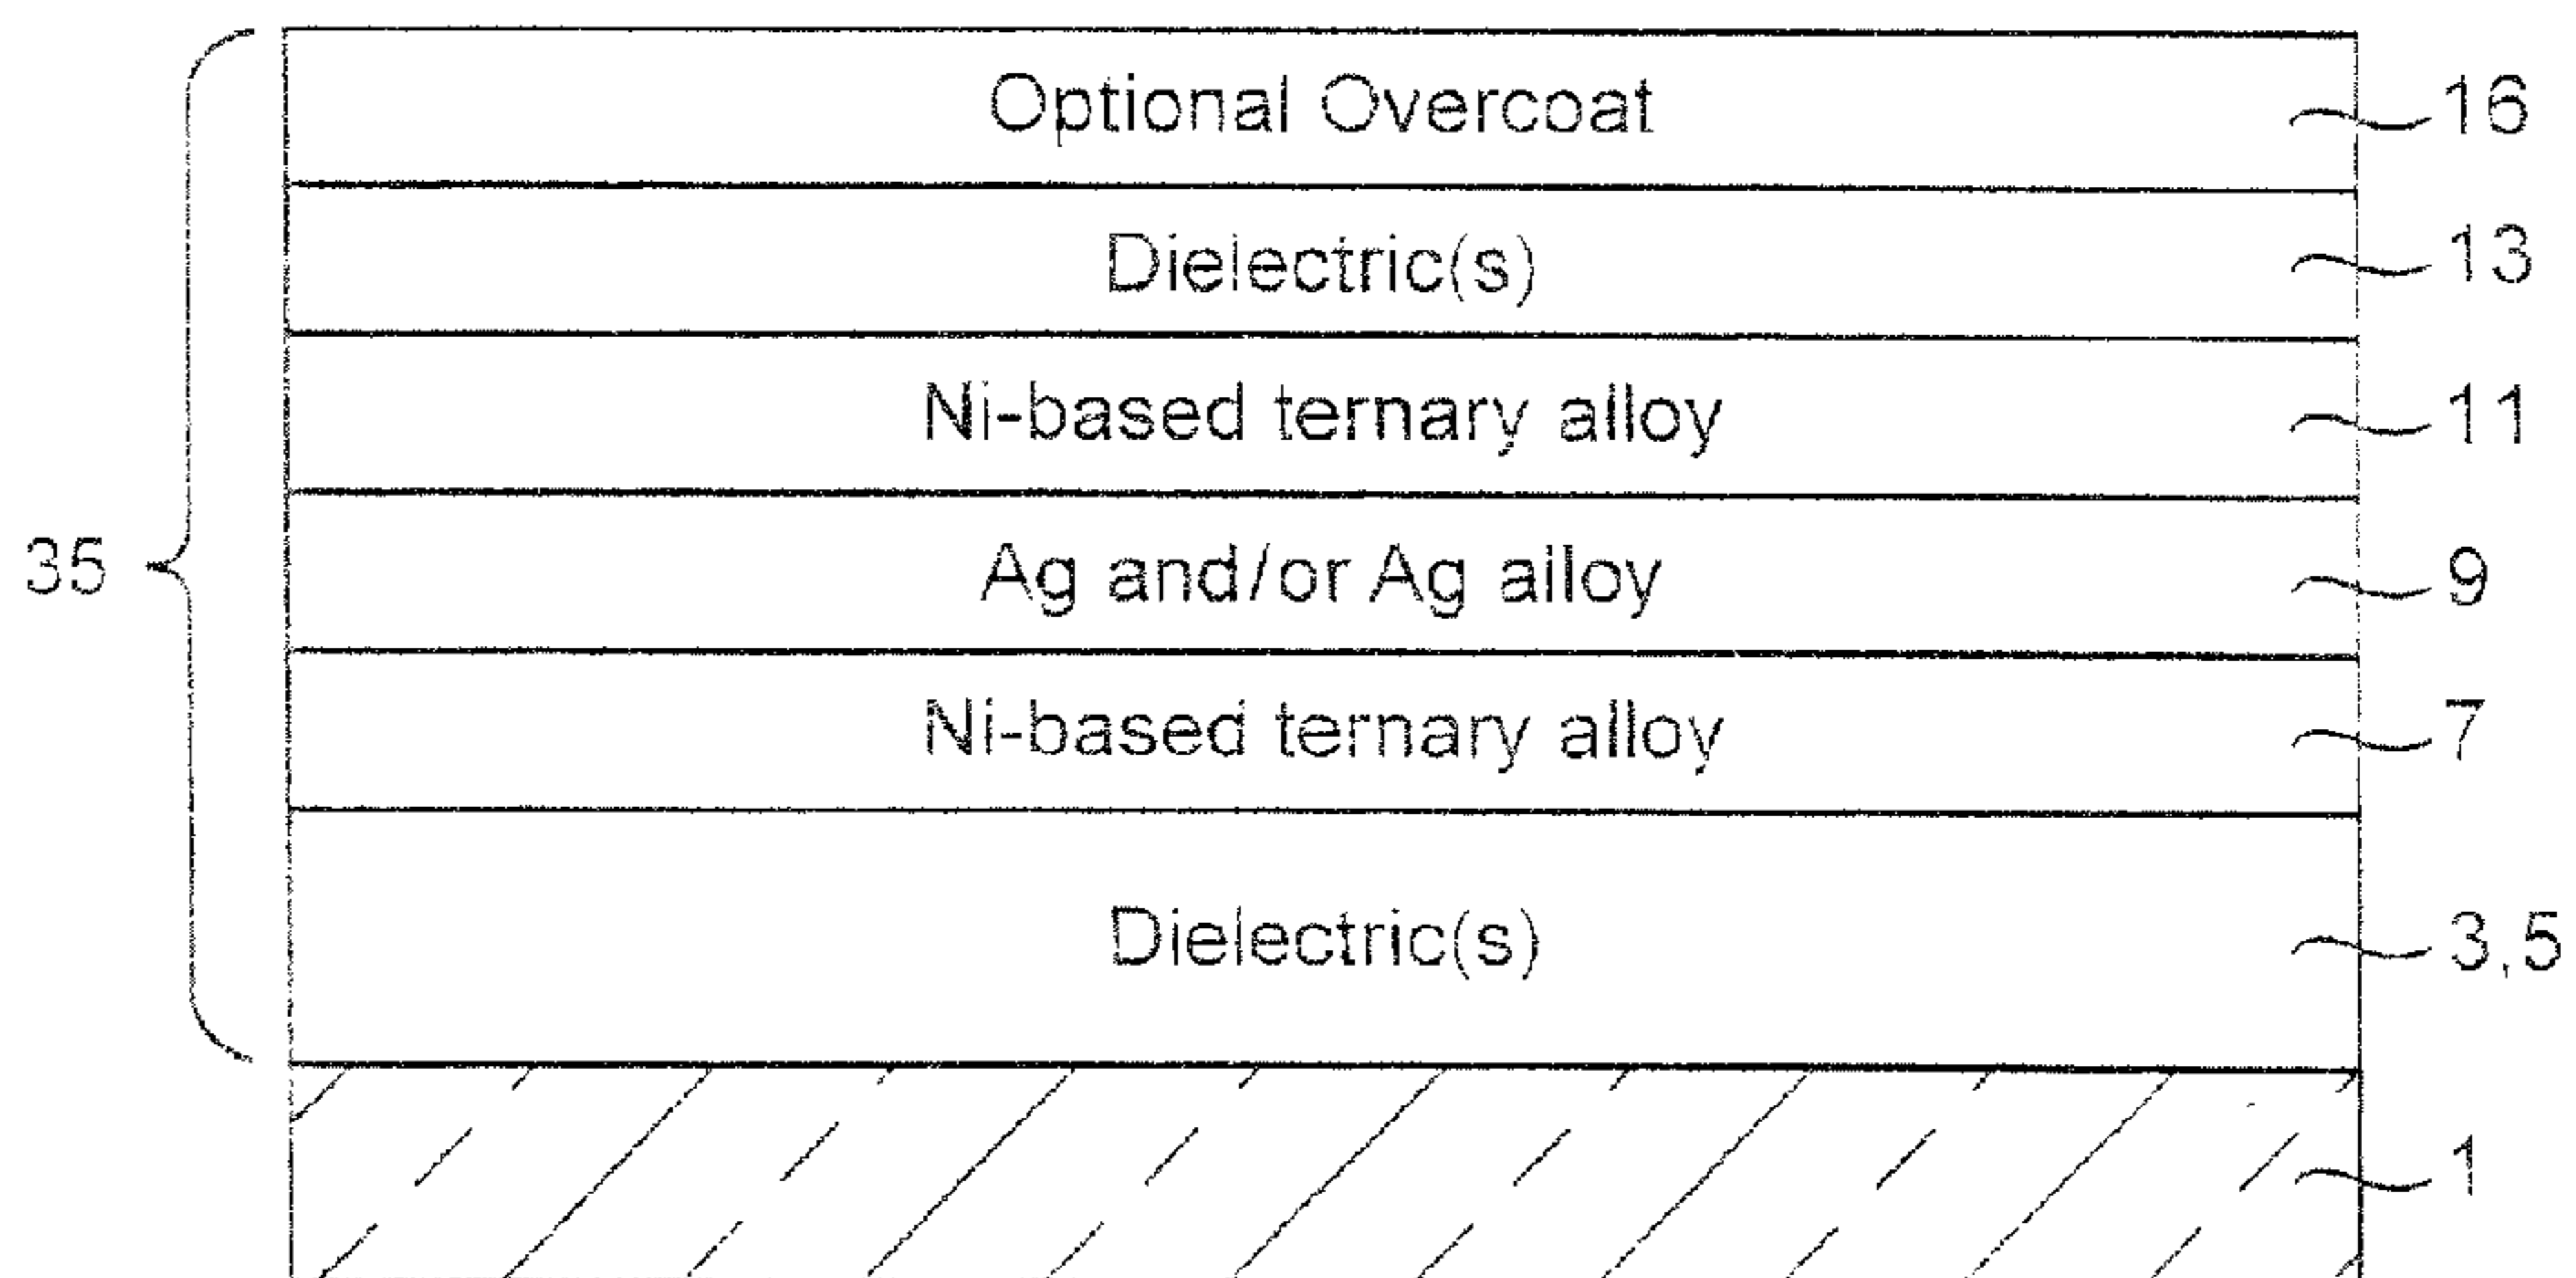 Optional Overcoat 16
Dielectric(s) 13
Ni-based ternary alloy 11
35 Ag and/or Ag alloy 9
Ni-based ternary alloy 7
Dielectric(s) 3,5
1